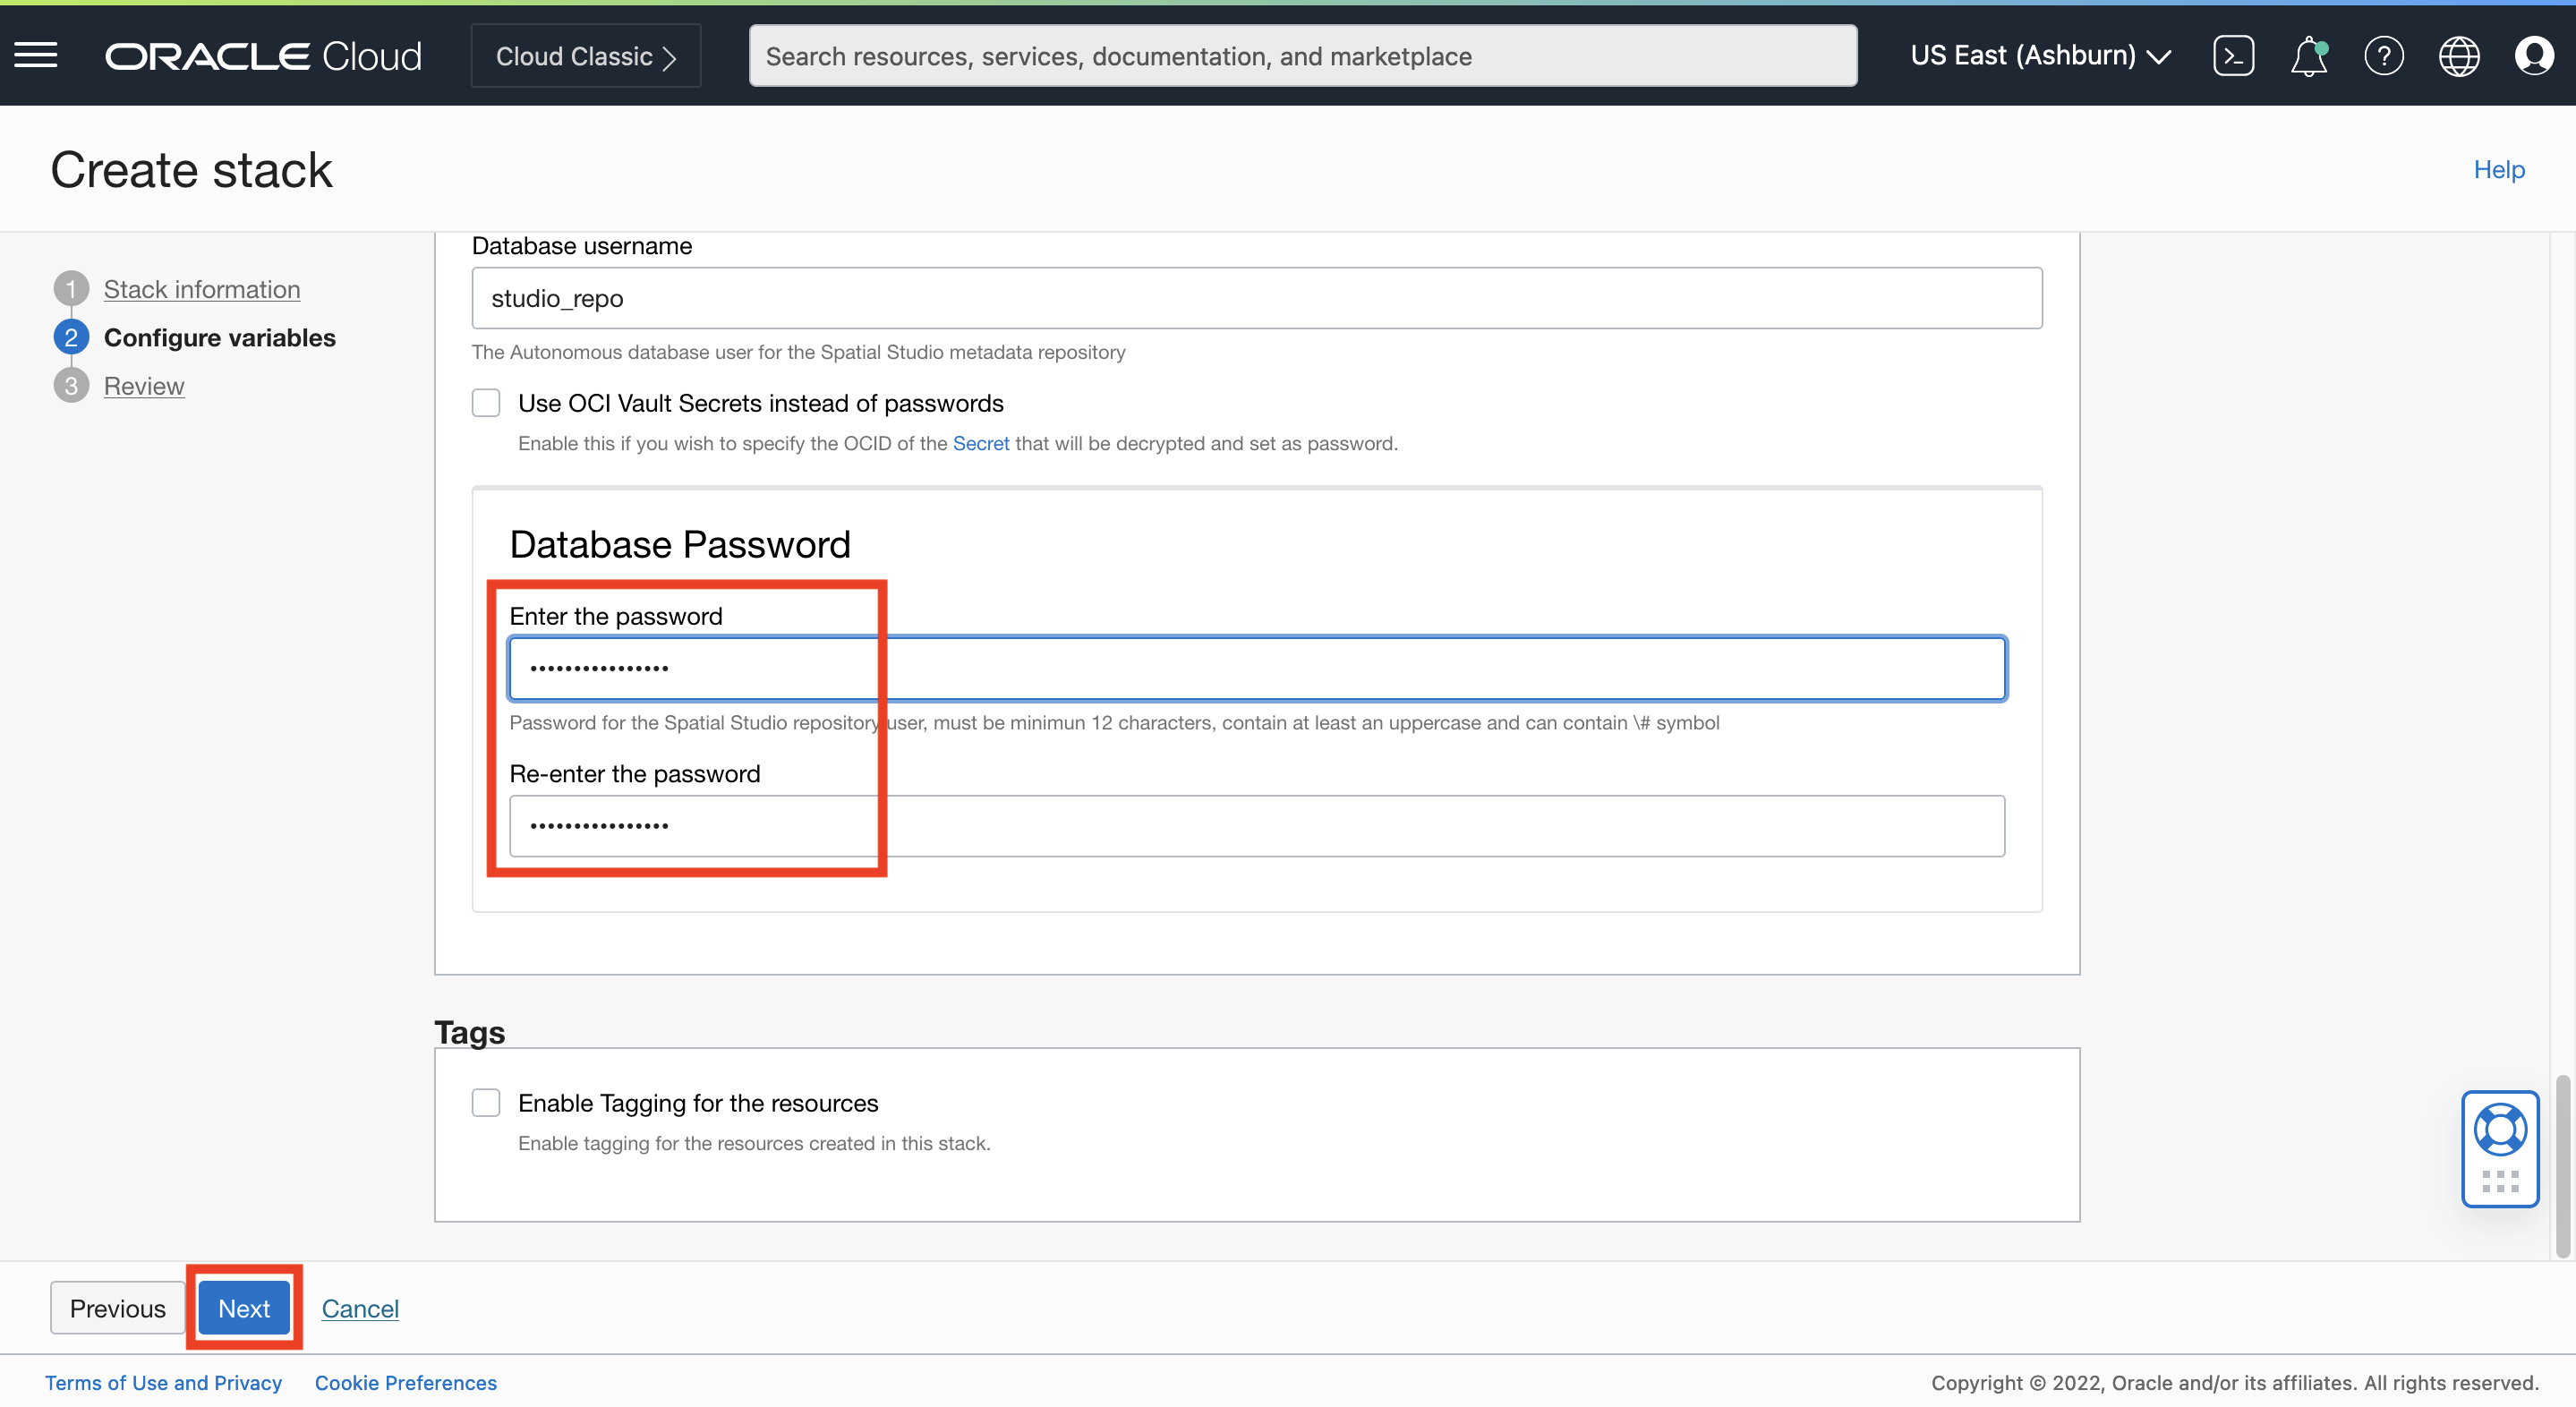 ORACLE Cloud
Cloud Classic
Search resources, services, documentation, and marketplace
US East (Ashburn)
Create stack
Help
1 Stack information
2 Configure variables
3 Review
Database username
studio_repo
The Autonomous database user for the Spatial Studio metadata repository
Use OCI Vault Secrets instead of passwords
Enable this if you wish to specify the OCID of the Secret that will be decrypted and set as password.
Database Password
Enter the password
••••••••••••••••
Password for the Spatial Studio repository user, must be minimun 12 characters, contain at least an uppercase and can contain \# symbol
Re-enter the password
••••••••••••••••
Tags
Enable Tagging for the resources
Enable tagging for the resources created in this stack.
Previous
Next
Cancel
Terms of Use and Privacy
Cookie Preferences
Copyright © 2022, Oracle and/or its affiliates. All rights reserved.